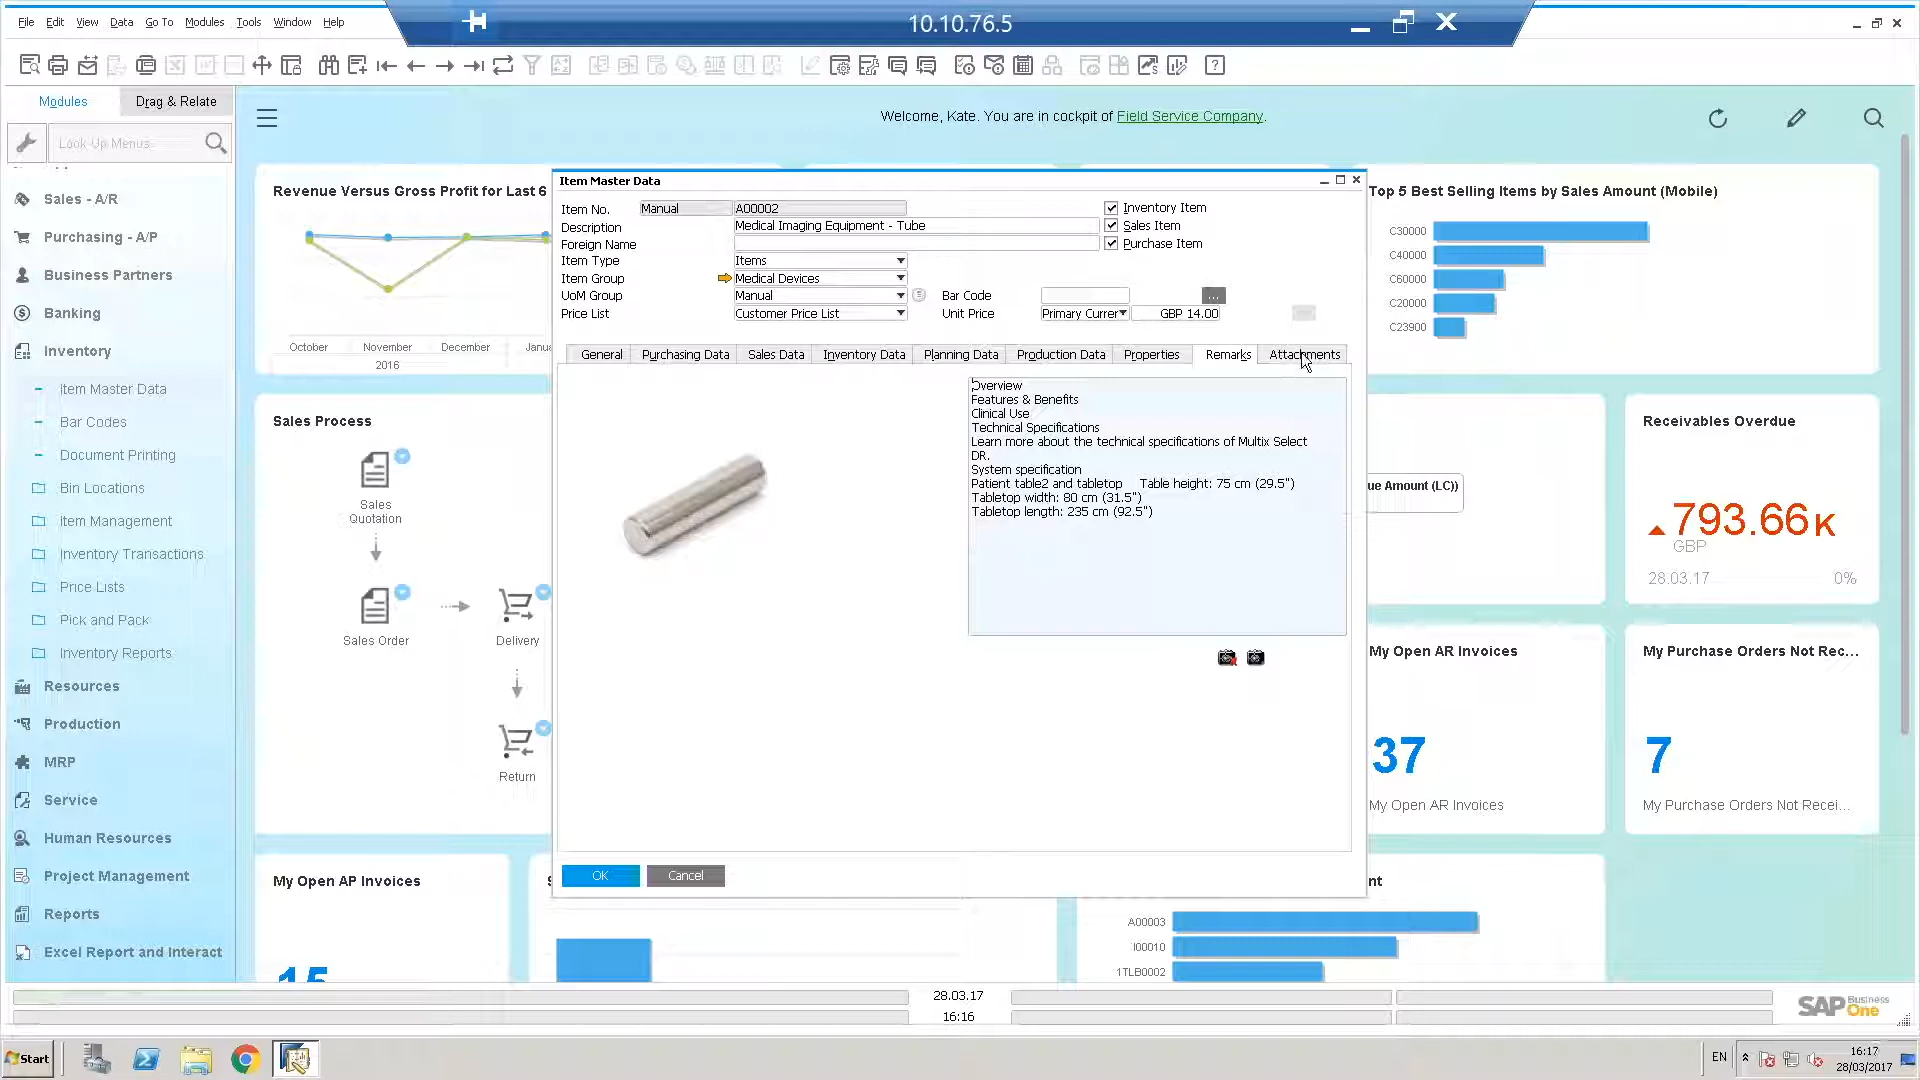 File Edit View Data Go To Modules Tools Window Help
10.10.76.5
Modules Drag & Relate
Look-Up Menus
Welcome, Kate. You are in cockpit of Field Service Company.
Sales - A/R
Purchasing - A/P
Business Partners
Banking
Inventory
Item Master Data
Bar Codes
Document Printing
Bin Locations
Item Management
Inventory Transactions
Price Lists
Pick and Pack
Inventory Reports
Resources
Production
MRP
Service
Human Resources
Project Management
Reports
Excel Report and Interact
Revenue Versus Gross Profit for Last 6
October November December
2016
Sales Process
Sales
Quotation
Sales Order
Delivery
Return
My Open AP Invoices
15
Item Master Data
Item No. Manual A00002
Description Medical Imaging Equipment - Tube
Foreign Name
Item Type Items
Item Group Medical Devices
UoM Group Manual
Price List Customer Price List
Inventory Item
Sales Item
Purchase Item
Bar Code ...
Unit Price Primary Curren GBP 14.00
General Purchasing Data Sales Data Inventory Data Planning Data Production Data Properties Remarks Attachments
Overview
Features & Benefits
Clinical Use
Technical Specifications
Learn more about the technical specifications of Multix Select
DR.
System specification
Patient table2 and tabletop Table height: 75 cm (29.5")
Tabletop width: 80 cm (31.5")
Tabletop length: 235 cm (92.5")
OK Cancel
Top 5 Best Selling Items by Sales Amount (Mobile)
C30000
C40000
C60000
C20000
C23900
ue Amount (LC))
Receivables Overdue
793.66K
GBP
28.03.17 0%
My Open AR Invoices
37
My Open AR Invoices
My Purchase Orders Not Rec...
7
My Purchase Orders Not Recei...
nt
A00003
I00010
1TLB0002
28.03.17
16:16
SAP Business One
Start
EN
16:17
28/03/2017